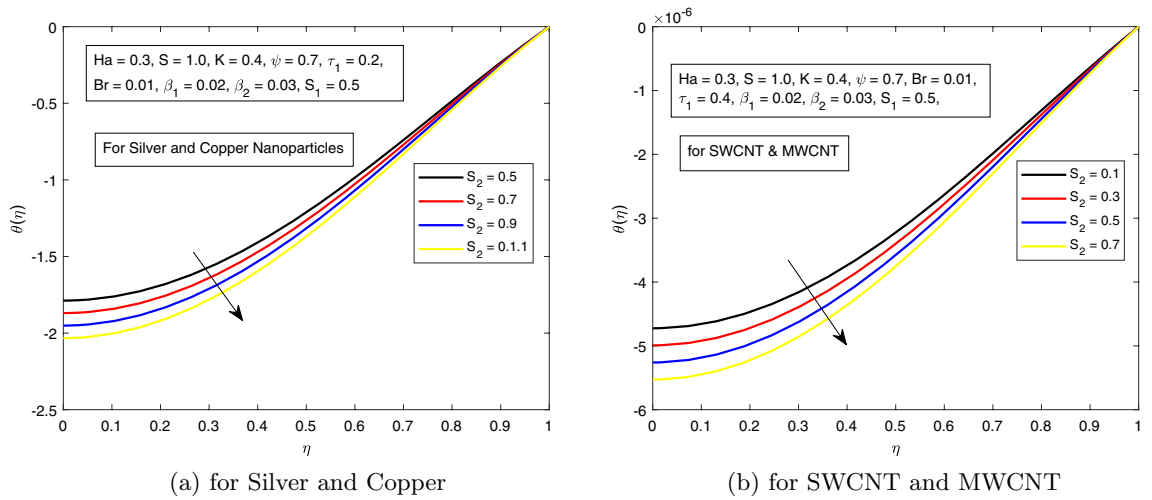 Ha = 0.3, S = 1.0, K = 0.4, ψ = 0.7, τ₁ = 0.2,
Br = 0.01, β₁ = 0.02, β₂ = 0.03, S₁ = 0.5
For Silver and Copper Nanoparticles
S₂ = 0.5
S₂ = 0.7
S₂ = 0.9
S₂ = 0.1.1
0
-0.5
-1
-1.5
-2
-2.5
θ(η)
0 0.1 0.2 0.3 0.4 0.5 0.6 0.7 0.8 0.9 1
η
(a) for Silver and Copper
×10⁻⁶
Ha = 0.3, S = 1.0, K = 0.4, ψ = 0.7, Br = 0.01,
τ₁ = 0.4, β₁ = 0.02, β₂ = 0.03, S₁ = 0.5,
for SWCNT & MWCNT
S₂ = 0.1
S₂ = 0.3
S₂ = 0.5
S₂ = 0.7
0
-1
-2
-3
-4
-5
-6
θ(η)
0 0.1 0.2 0.3 0.4 0.5 0.6 0.7 0.8 0.9 1
η
(b) for SWCNT and MWCNT